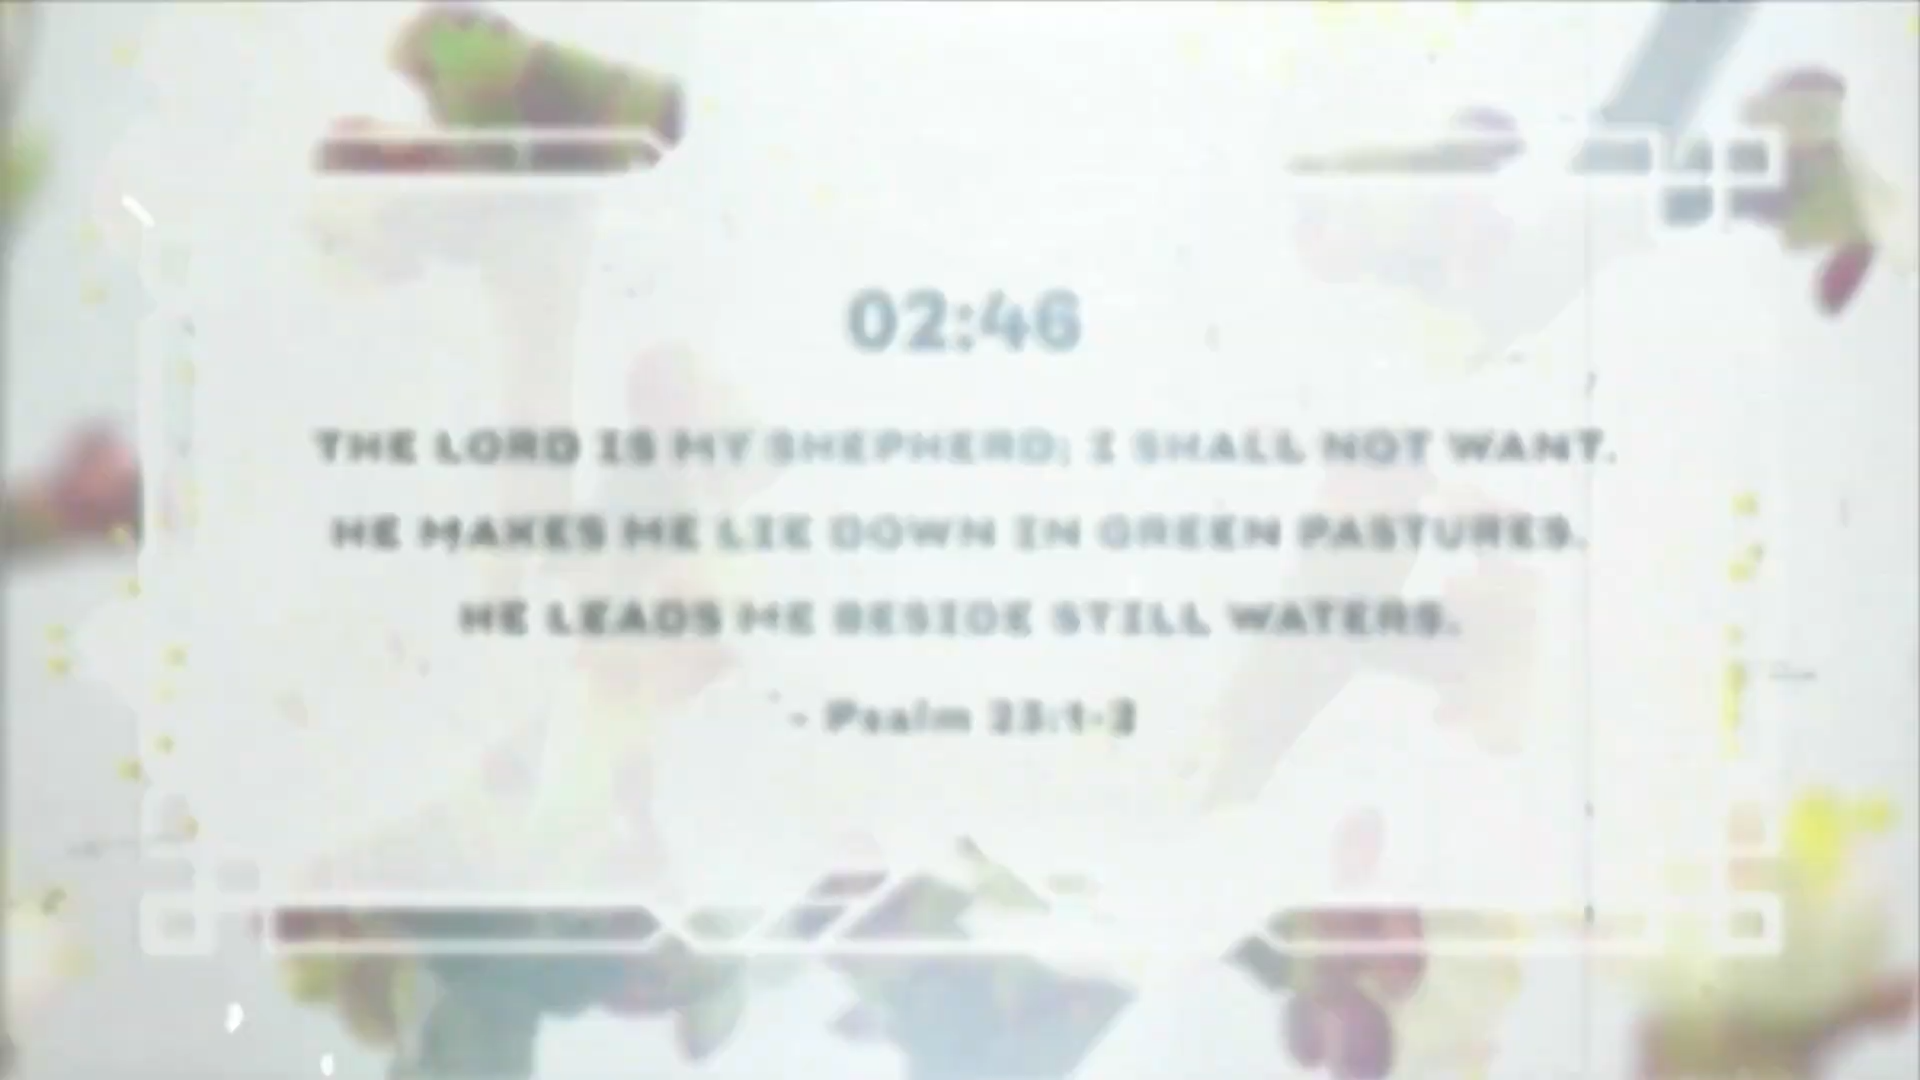 02:46
THE LORD IS MY SHEPHERD; I SHALL NOT WANT.
HE MAKES ME LIE DOWN IN GREEN PASTURES.
HE LEADS ME BESIDE STILL WATERS.
- Psalm 23:1-2